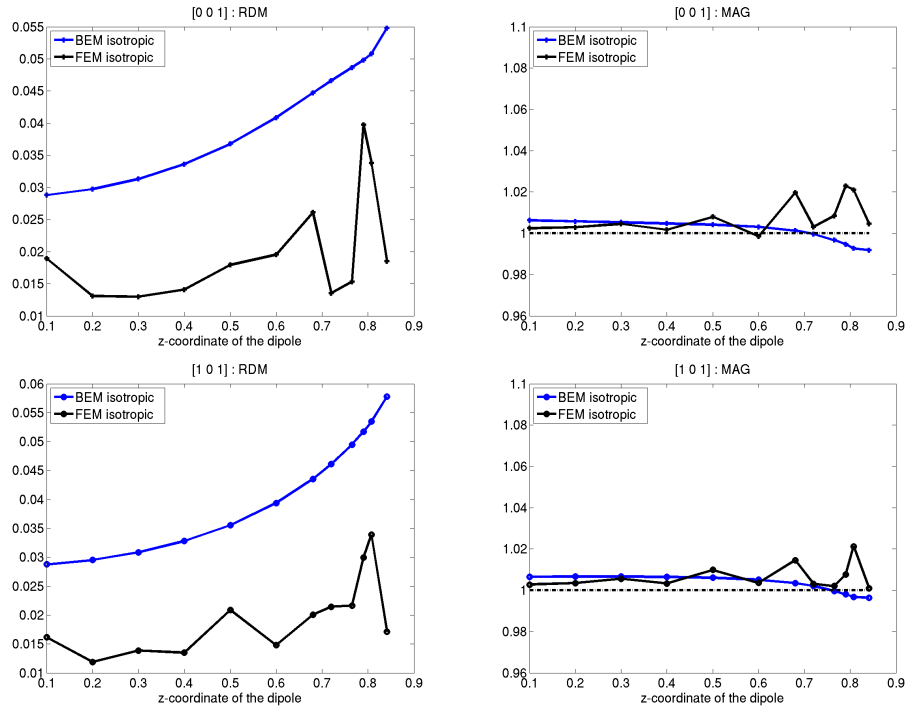 [0 0 1] : RDM
0.055
0.05
0.045
0.04
0.035
0.03
0.025
0.02
0.015
0.01
BEM isotropic
FEM isotropic
0.1 0.2 0.3 0.4 0.5 0.6 0.7 0.8 0.9
z-coordinate of the dipole
[0 0 1] : MAG
1.1
1.08
1.06
1.04
1.02
1
0.98
0.96
BEM isotropic
FEM isotropic
0.1 0.2 0.3 0.4 0.5 0.6 0.7 0.8 0.9
z-coordinate of the dipole
[1 0 1] : RDM
0.06
0.055
0.05
0.045
0.04
0.035
0.03
0.025
0.02
0.015
0.01
BEM isotropic
FEM isotropic
0.1 0.2 0.3 0.4 0.5 0.6 0.7 0.8 0.9
z-coordinate of the dipole
[1 0 1] : MAG
1.1
1.08
1.06
1.04
1.02
1
0.98
0.96
BEM isotropic
FEM isotropic
0.1 0.2 0.3 0.4 0.5 0.6 0.7 0.8 0.9
z-coordinate of the dipole